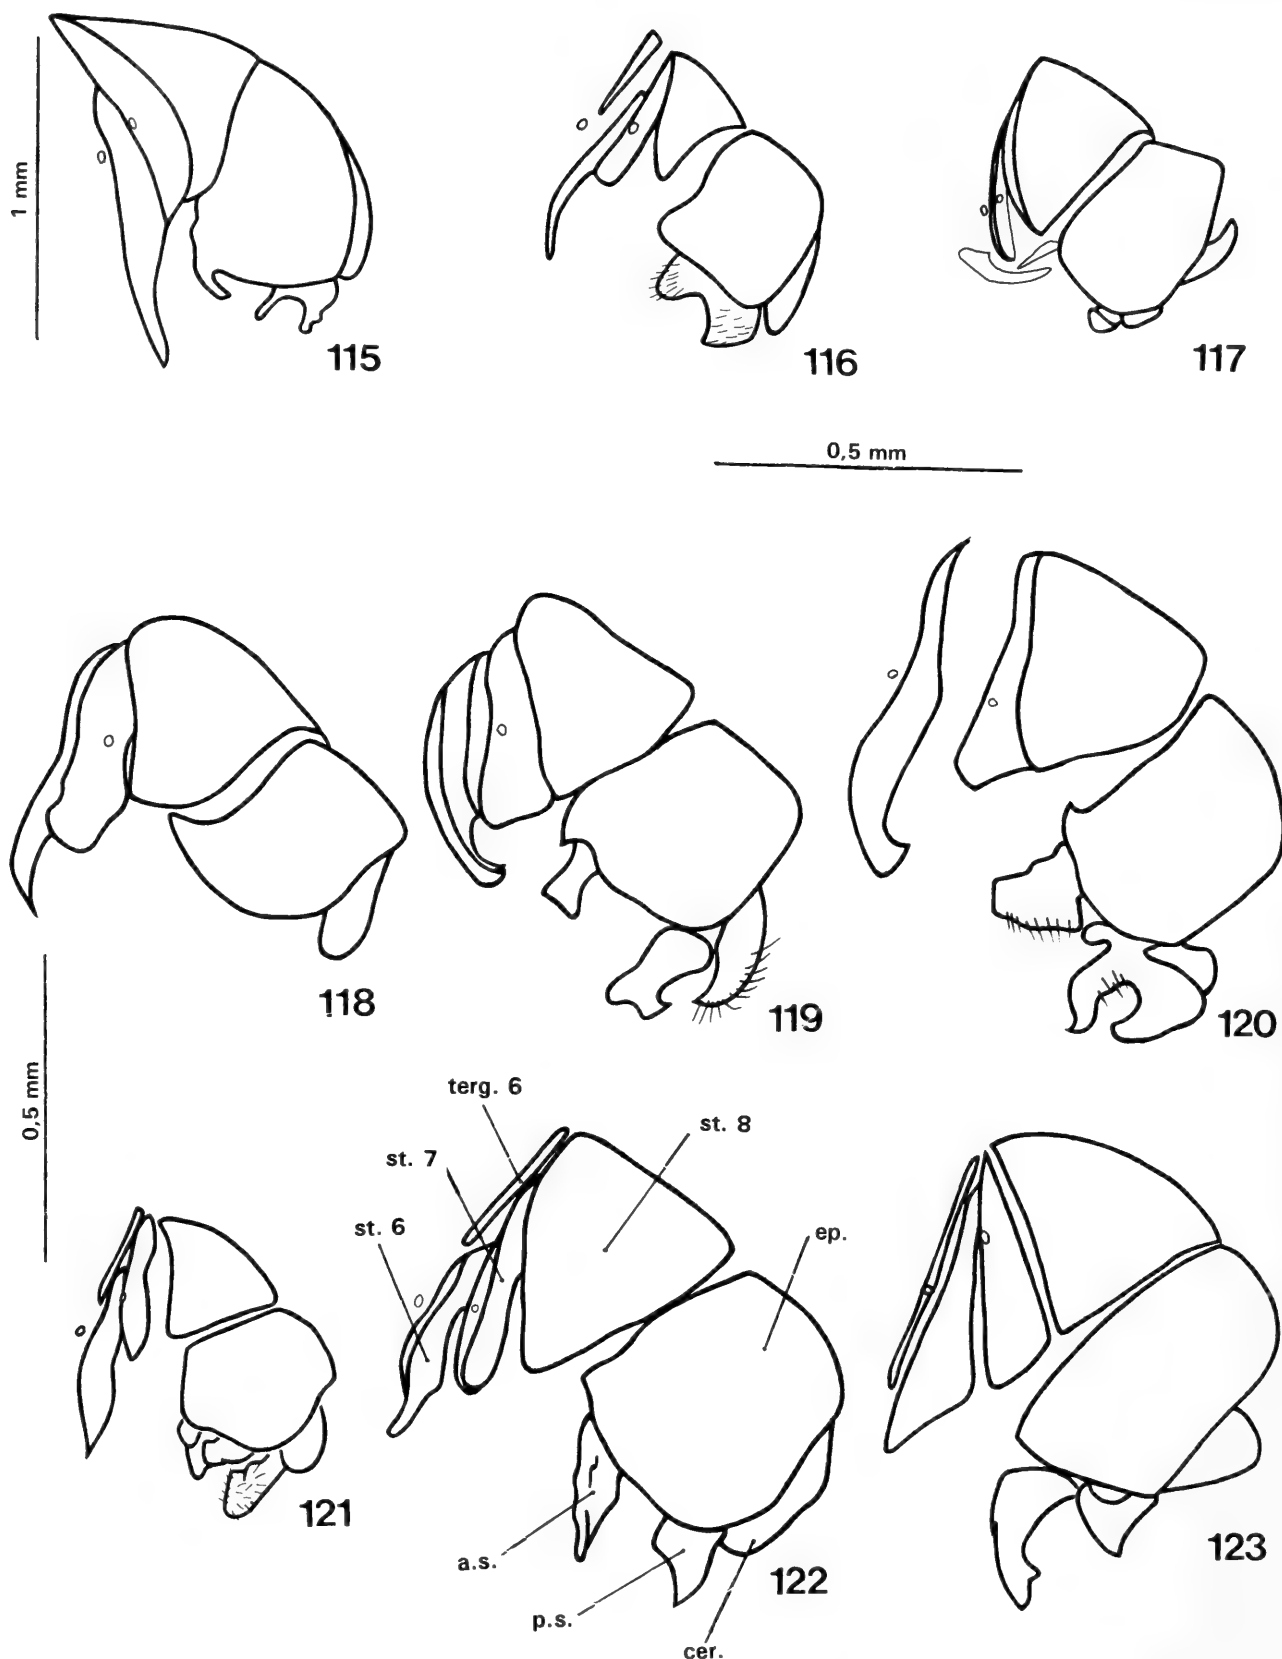 1 mm
115
116
117
0,5 mm
118
119
120
0,5 mm
terg. 6
st. 7
st. 6
st. 8
ep.
a.s.
p.s.
cer.
121
122
123